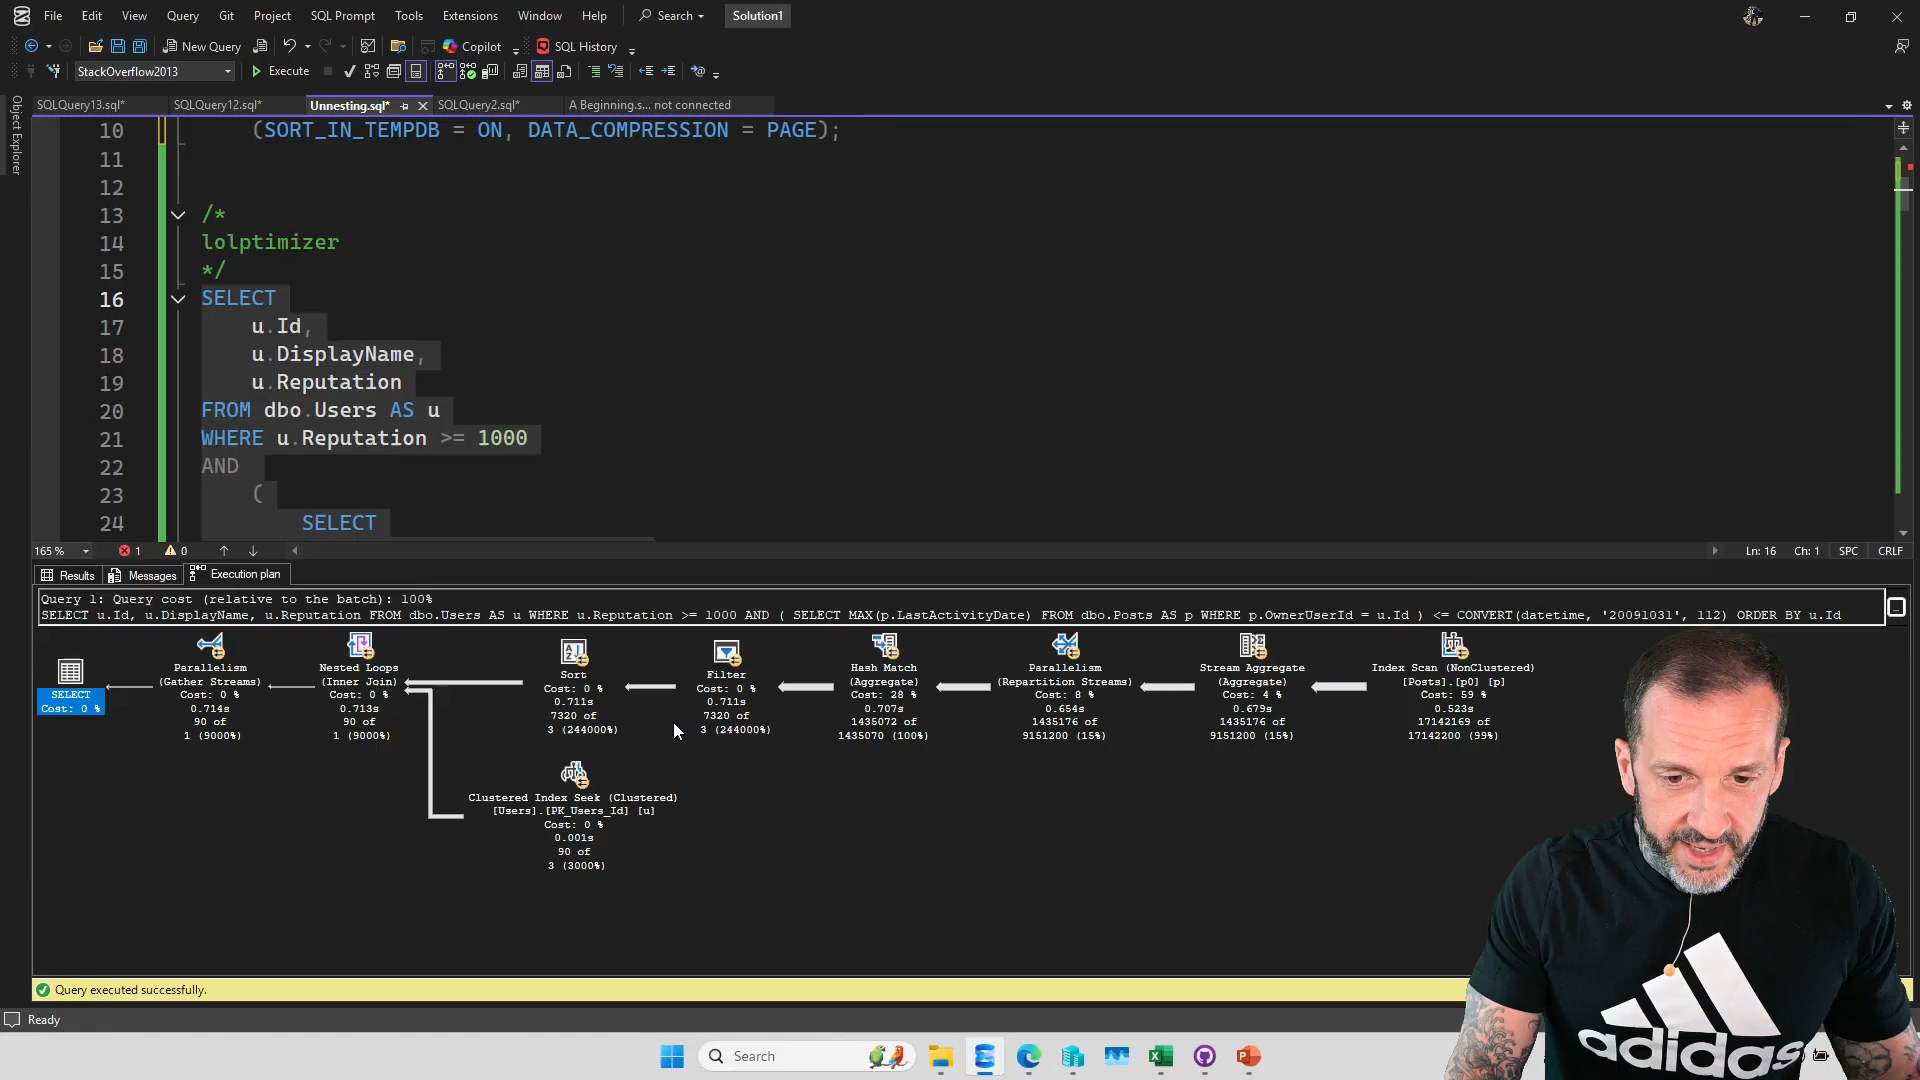 File Edit View Query Git Project SQL Prompt Tools Extensions Window Help Search Solution1
New Query Copilot SQL History
StackOverflow2013 Execute
SQLQuery13.sql* SQLQuery12.sql* Unnesting.sql* SQLQuery2.sql* A Beginning.s... not connected
Object Explorer
10 (SORT_IN_TEMPDB = ON, DATA_COMPRESSION = PAGE);
11
12
13 /*
14 lolptimizer
15 */
16 SELECT
17 u.Id,
18 u.DisplayName,
19 u.Reputation
20 FROM dbo.Users AS u
21 WHERE u.Reputation >= 1000
22 AND
23 (
24 SELECT
165 % 1 0 Ln: 16 Ch: 1 SPC CRLF
Results Messages Execution plan
Query 1: Query cost (relative to the batch): 100%
SELECT u.Id, u.DisplayName, u.Reputation FROM dbo.Users AS u WHERE u.Reputation >= 1000 AND ( SELECT MAX(p.LastActivityDate) FROM dbo.Posts AS p WHERE p.OwnerUserId = u.Id ) <= CONVERT(datetime, '20091031', 112) ORDER BY u.Id
SELECT
Cost: 0 %
Parallelism
(Gather Streams)
Cost: 0 %
0.714s
90 of
1 (9000%)
Nested Loops
(Inner Join)
Cost: 0 %
0.713s
90 of
1 (9000%)
Sort
Cost: 0 %
0.711s
7320 of
3 (244000%)
Filter
Cost: 0 %
0.711s
7320 of
3 (244000%)
Hash Match
(Aggregate)
Cost: 28 %
0.707s
1435072 of
1435070 (100%)
Parallelism
(Repartition Streams)
Cost: 8 %
0.654s
1435176 of
9151200 (15%)
Stream Aggregate
(Aggregate)
Cost: 4 %
0.679s
1435176 of
9151200 (15%)
Index Scan (NonClustered)
[Posts].[p0] [p]
Cost: 59 %
0.523s
17142169 of
17142200 (99%)
Clustered Index Seek (Clustered)
[Users].[PK_Users_Id] [u]
Cost: 0 %
0.001s
90 of
3 (3000%)
Query executed successfully.
Ready
Search
adidas